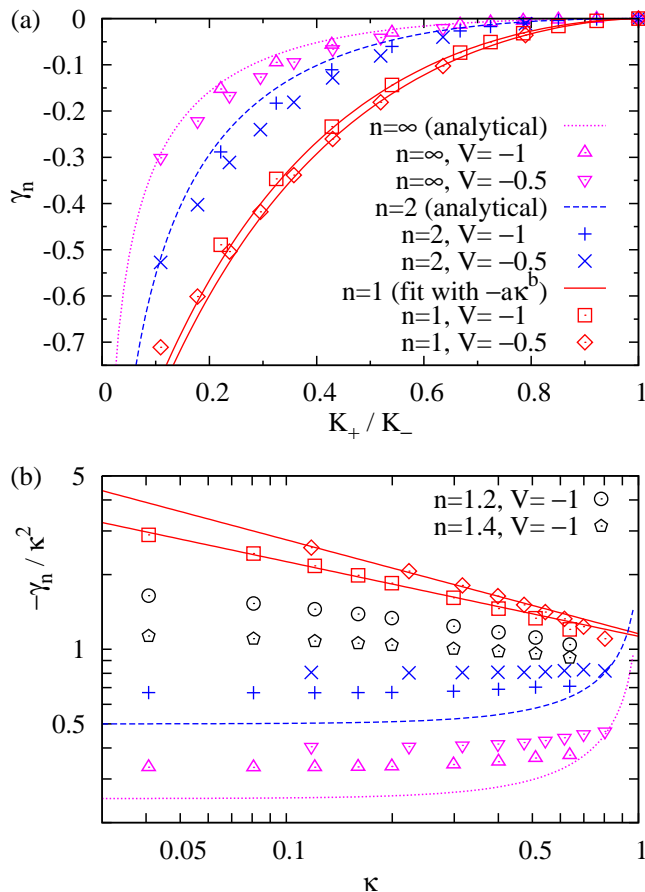 (a)
0
-0.1
-0.2
-0.3
-0.4
-0.5
-0.6
-0.7
γn
n=∞ (analytical)
n=∞, V= −1
n=∞, V= −0.5
n=2 (analytical)
n=2, V= −1
n=2, V= −0.5
n=1 (fit with -aκ^b)
n=1, V= −1
n=1, V= −0.5
0 0.2 0.4 0.6 0.8 1
K+ / K−
(b)
5
1
0.5
−γn / κ²
n=1.2, V= −1
n=1.4, V= −1
0.05 0.1 0.5 1
κ